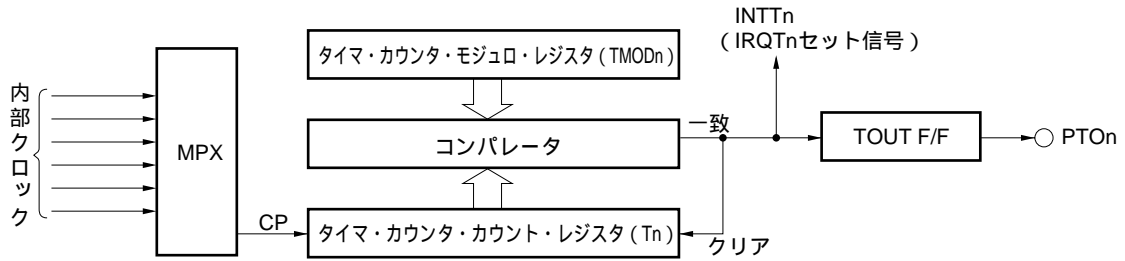 INTTn
（IRQTnセット信号）
タイマ・カウンタ・モジュロ・レジスタ（TMODn）
内部クロック
MPX
コンパレータ
一致
TOUT F/F
PTOn
CP
タイマ・カウンタ・カウント・レジスタ（Tn）
クリア